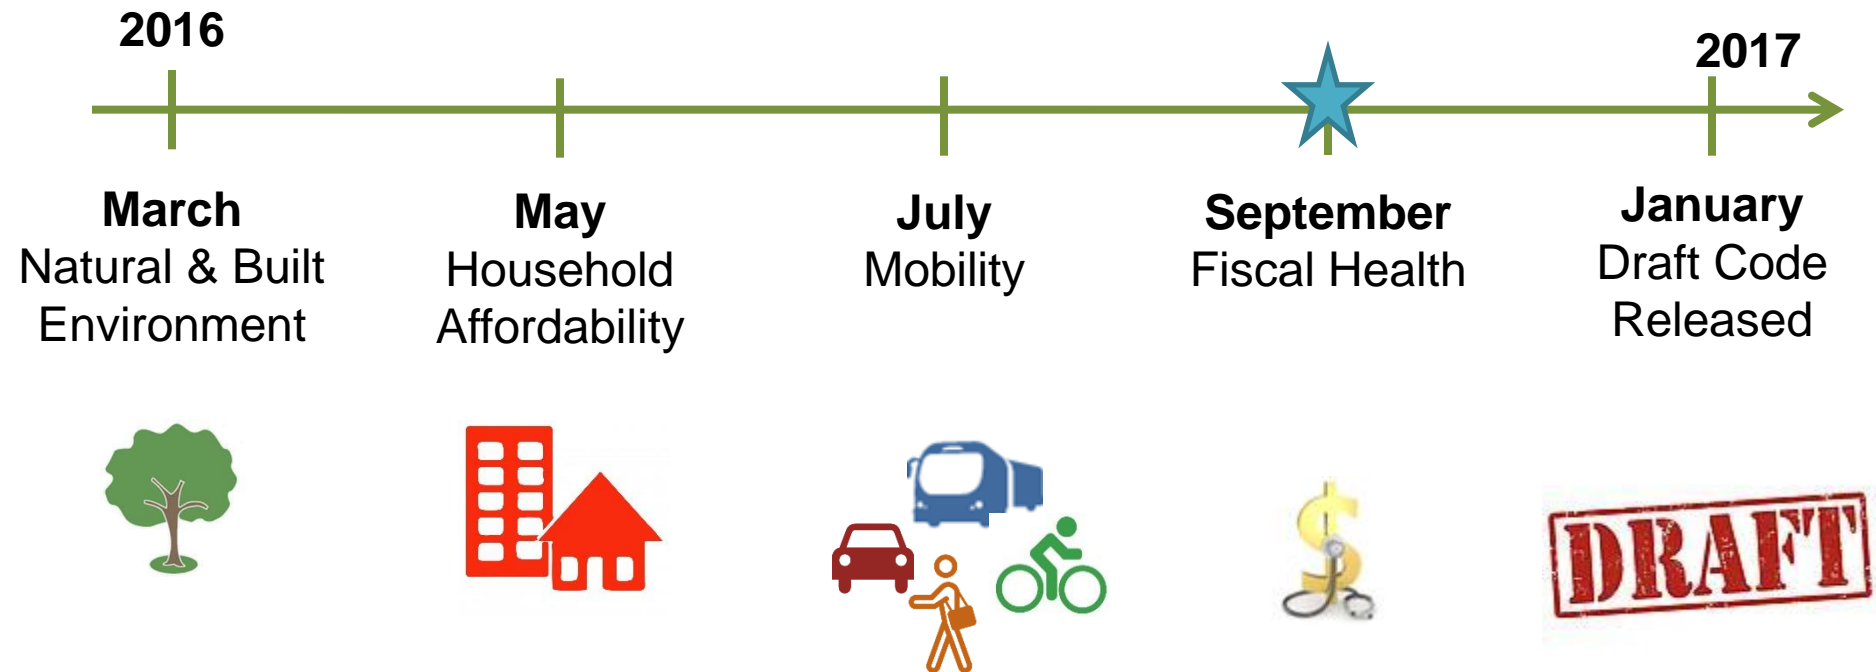 2016
2017
March
Natural & Built
Environment
May
Household
Affordability
July
Mobility
September
Fiscal Health
January
Draft Code
Released
$
DRAFT